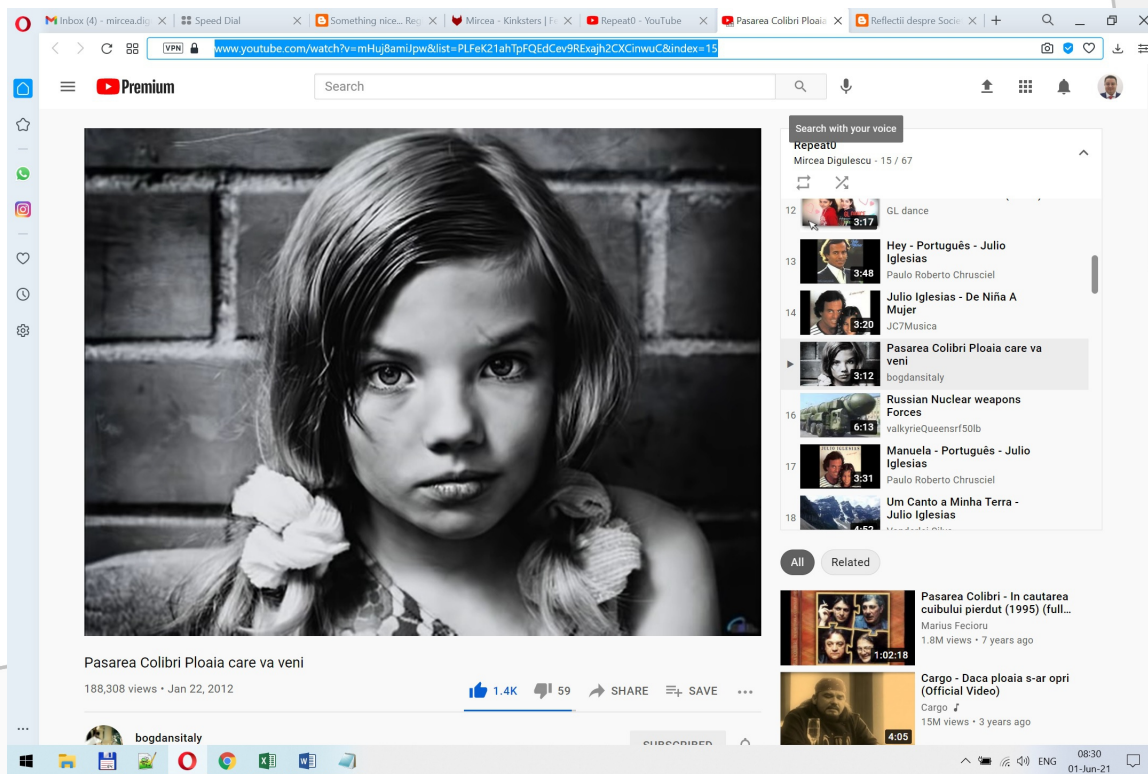 Inbox (4) - mircea.dig
Speed Dial
Something nice... Reg
Mircea - Kinksters | F
Repeat0 - YouTube
Pasarea Colibri Ploaia
Reflectii despre Socie
VPN
www.youtube.com/watch?v=mHuj8amiJpw&list=PLFeK21ahTpFQEdCev9RExajh2CXCinwuC&index=15
Premium
Search
Search with your voice
Repeat0
Mircea Digulescu - 15 / 67
12
3:17
GL dance
13
3:48
Hey - Português - Julio
Iglesias
Paulo Roberto Chrusciel
14
3:20
Julio Iglesias - De Niña A
Mujer
JC7Musica
3:12
Pasarea Colibri Ploaia care va
veni
bogdansitaly
16
6:13
Russian Nuclear weapons
Forces
valkyrieQueensrf50lb
17
3:31
Manuela - Português - Julio
Iglesias
Paulo Roberto Chrusciel
18
4:52
Um Canto a Minha Terra -
Julio Iglesias
All
Related
1:02:18
Pasarea Colibri - In cautarea
cuibului pierdut (1995) (full...
Marius Fecioru
1.8M views • 7 years ago
4:05
Cargo - Daca ploaia s-ar opri
(Official Video)
Cargo
15M views • 3 years ago
Pasarea Colibri Ploaia care va veni
188,308 views • Jan 22, 2012
1.4K
59
SHARE
SAVE
bogdansitaly
SUBSCRIBED
ENG
08:30
01-Jun-21